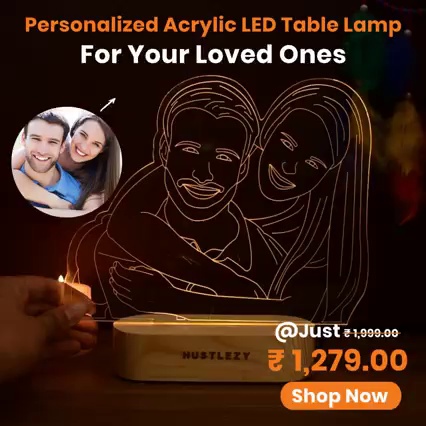 Personalized Acrylic LED Table Lamp
For Your Loved Ones
HUSTLEZY
@Just ₹ 1,999.00
₹ 1,279.00
Shop Now